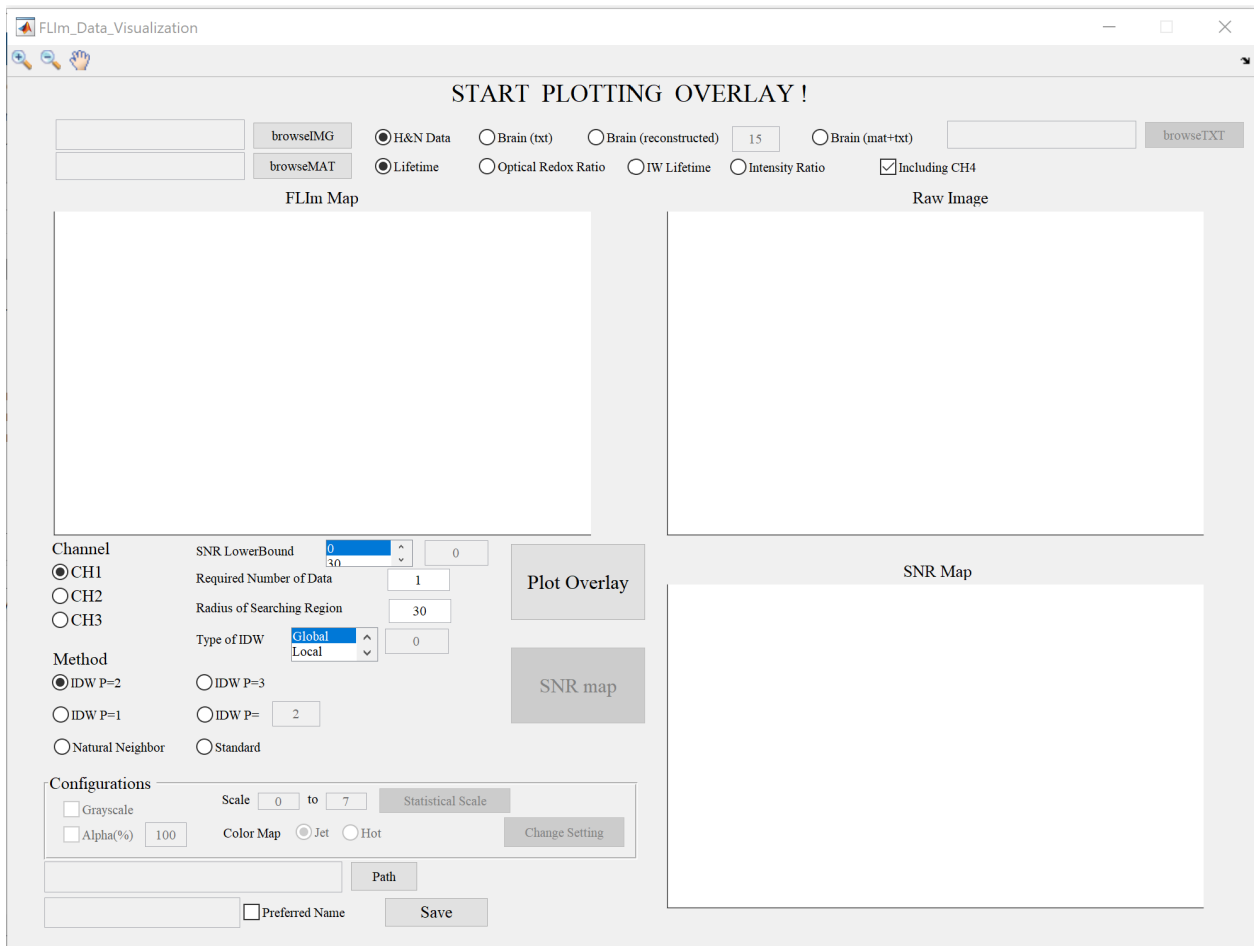 FLIm_Data_Visualization
START PLOTTING OVERLAY !
browseIMG H&N Data Brain (txt) Brain (reconstructed) 15 Brain (mat+txt) browseTXT
browseMAT Lifetime Optical Redox Ratio IW Lifetime Intensity Ratio Including CH4
FLIm Map Raw Image
Channel SNR LowerBound 0 0
30
CH1 Required Number of Data 1 Plot Overlay SNR Map
CH2
CH3 Radius of Searching Region 30
Type of IDW Global 0
Local
Method
IDW P=2 IDW P=3 SNR map
IDW P=1 IDW P= 2
Natural Neighbor Standard
Configurations
Grayscale Scale 0 to 7 Statistical Scale
Alpha(%) 100 Color Map Jet Hot Change Setting
Path
Preferred Name Save